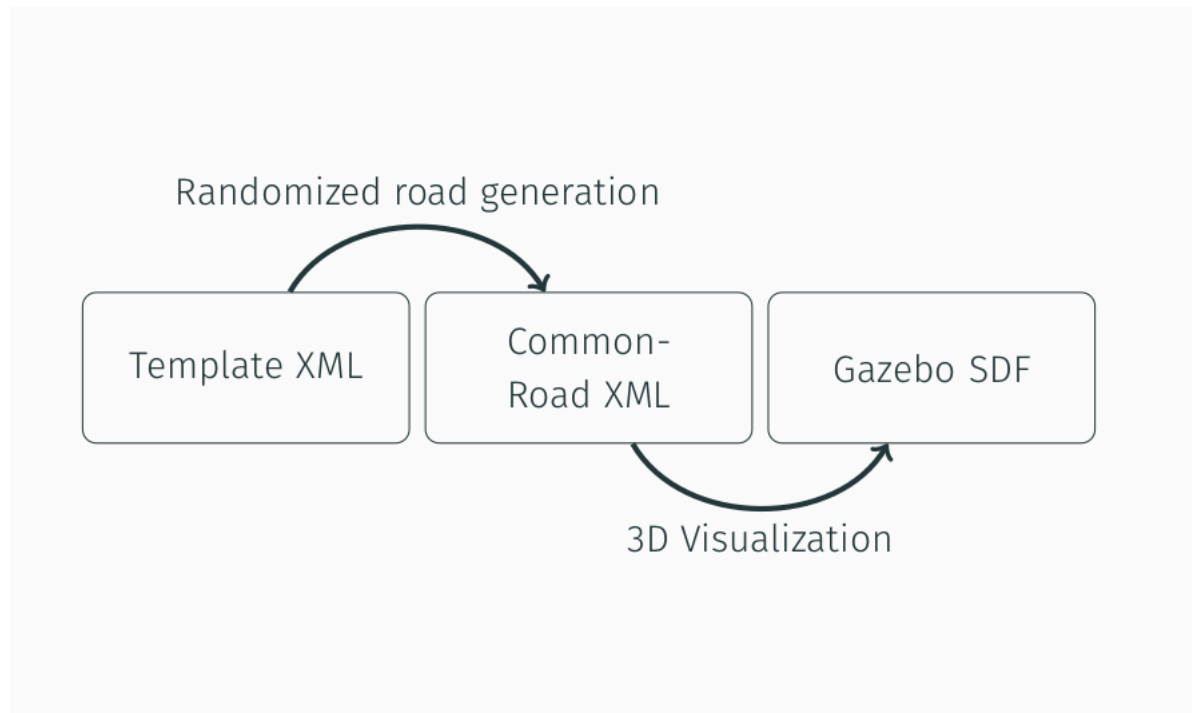 Randomized road generation
Template XML
Common-
Road XML
Gazebo SDF
3D Visualization